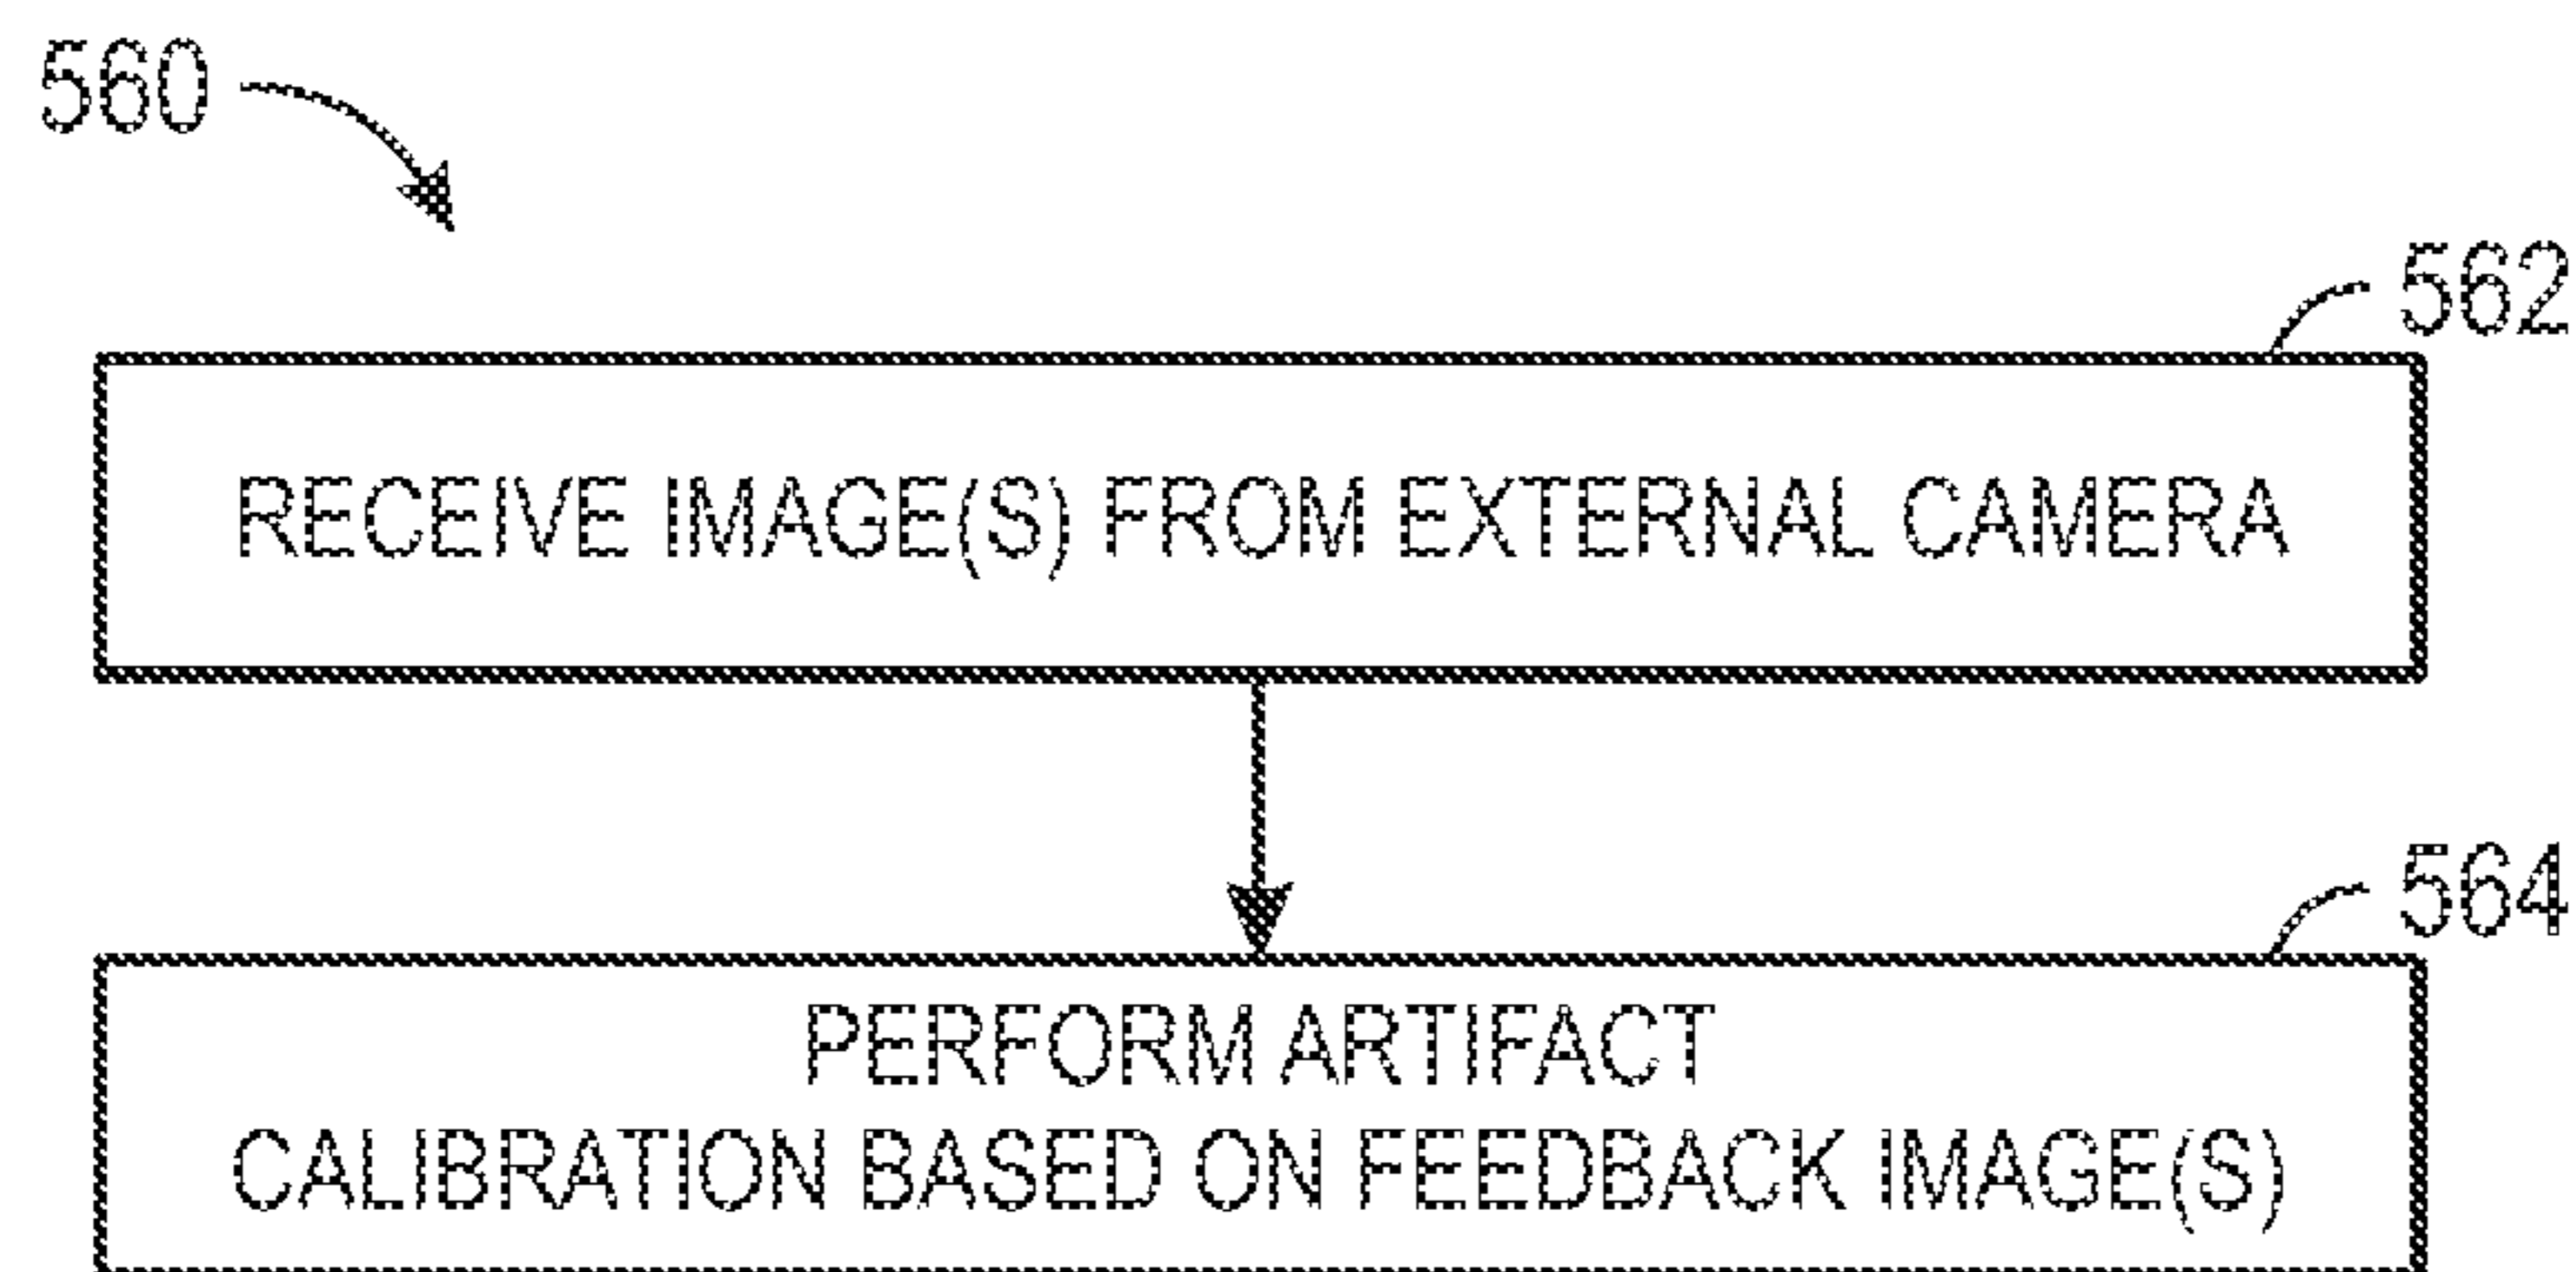 560
562
RECEIVE IMAGE(S) FROM EXTERNAL CAMERA
564
PERFORM ARTIFACT
CALIBRATION BASED ON FEEDBACK IMAGE(S)